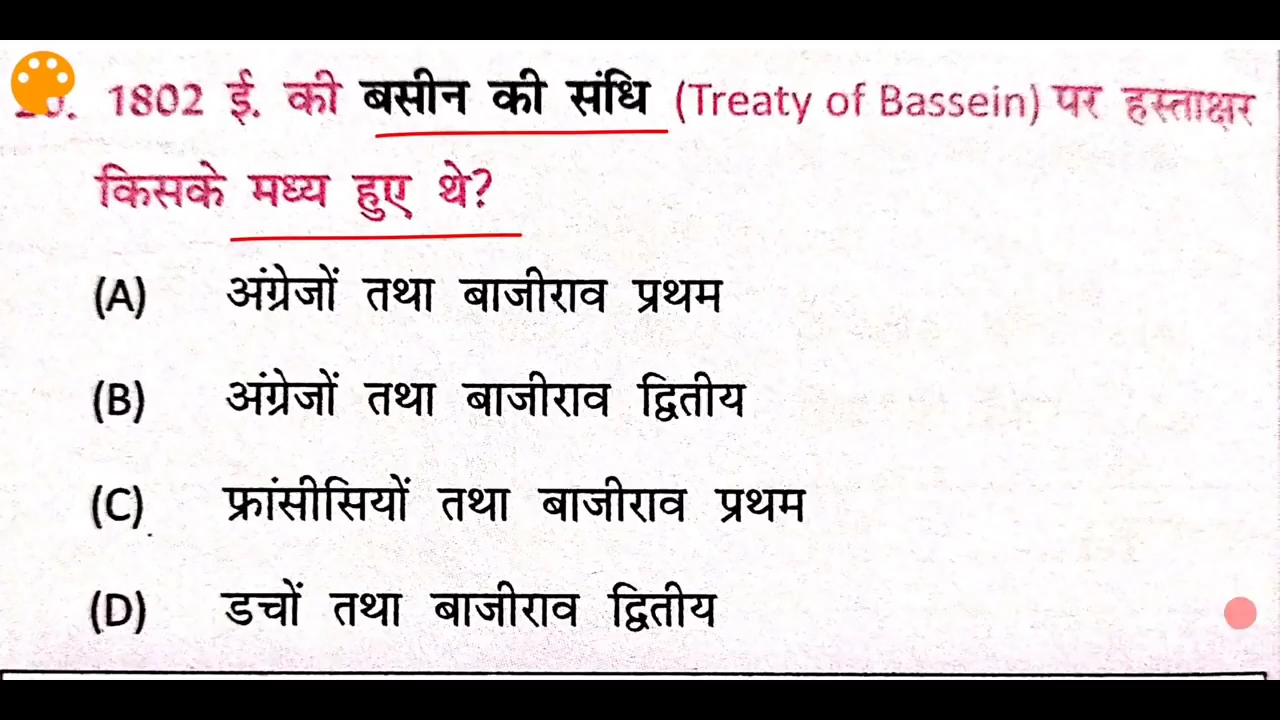 1802 ई. की बसीन की संधि (Treaty of Bassein) पर हस्ताक्षर
किसके मध्य हुए थे?
(A) अंग्रेजों तथा बाजीराव प्रथम
(B) अंग्रेजों तथा बाजीराव द्वितीय
(C) फ्रांसीसियों तथा बाजीराव प्रथम
(D) डचों तथा बाजीराव द्वितीय